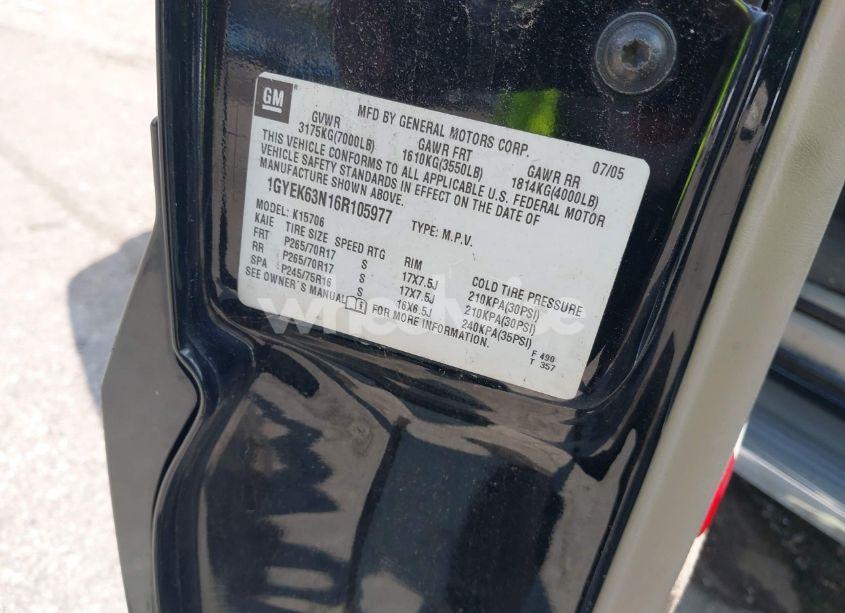 GM
MFD BY GENERAL MOTORS CORP. 07/05
GVWR GAWR FRT GAWR RR
3175KG(7000LB) 1610KG(3550LB) 1814KG(4000LB)
THIS VEHICLE CONFORMS TO ALL APPLICABLE U.S. FEDERAL MOTOR
VEHICLE SAFETY STANDARDS IN EFFECT ON THE DATE OF
MANUFACTURE SHOWN ABOVE.
1GYEK63N16R105977 TYPE: M.P.V.
MODEL: K15706
KAIE TIRE SIZE SPEED RTG RIM COLD TIRE PRESSURE
FRT P265/70R17 S 17X7.5J 210KPA(30PSI)
RR P265/70R17 S 17X7.5J 210KPA(30PSI)
SPA P245/75R16 S 16X6.5J 240KPA(35PSI)
SEE OWNER'S MANUAL FOR MORE INFORMATION.
F 490
T 357